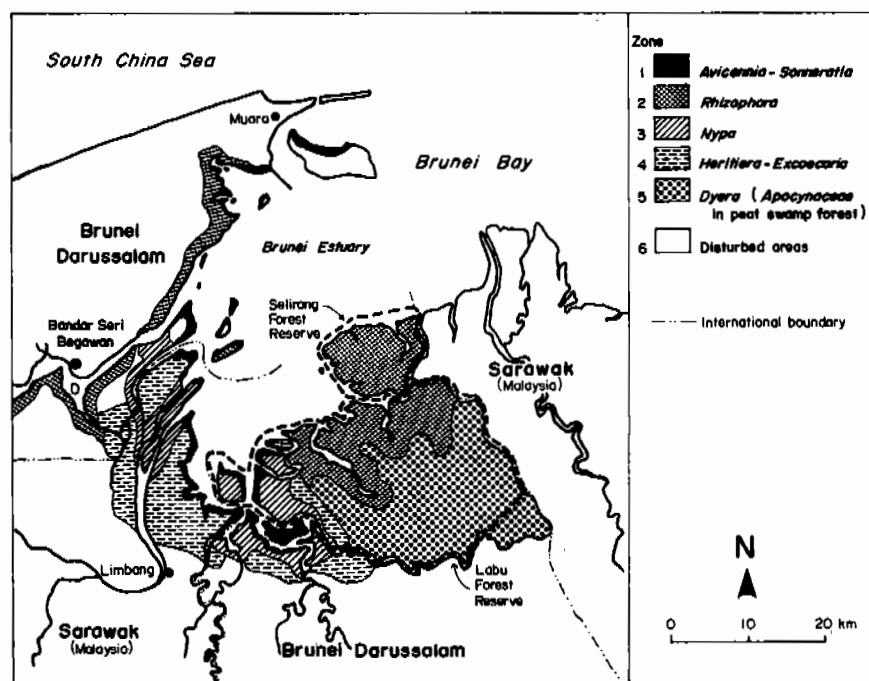 South China Sea
Muara
Brunei Bay
Brunei
Darussalam
Brunei Estuary
Selirong
Forest
Reserve
Bandar Seri
Begawan
D
Sarawak
(Malaysia)
Limbang
Labu
Forest
Reserve
Sarawak
(Malaysia)
Brunei Darussalam
Zone
1 Avicennia - Sonneratia
2 Rhizophora
3 Nypa
4 Heritiera - Excoecaria
5 Dyera (Apocynaceae
in peat swamp forest)
6 Disturbed areas
International boundary
N
0 10 20 km